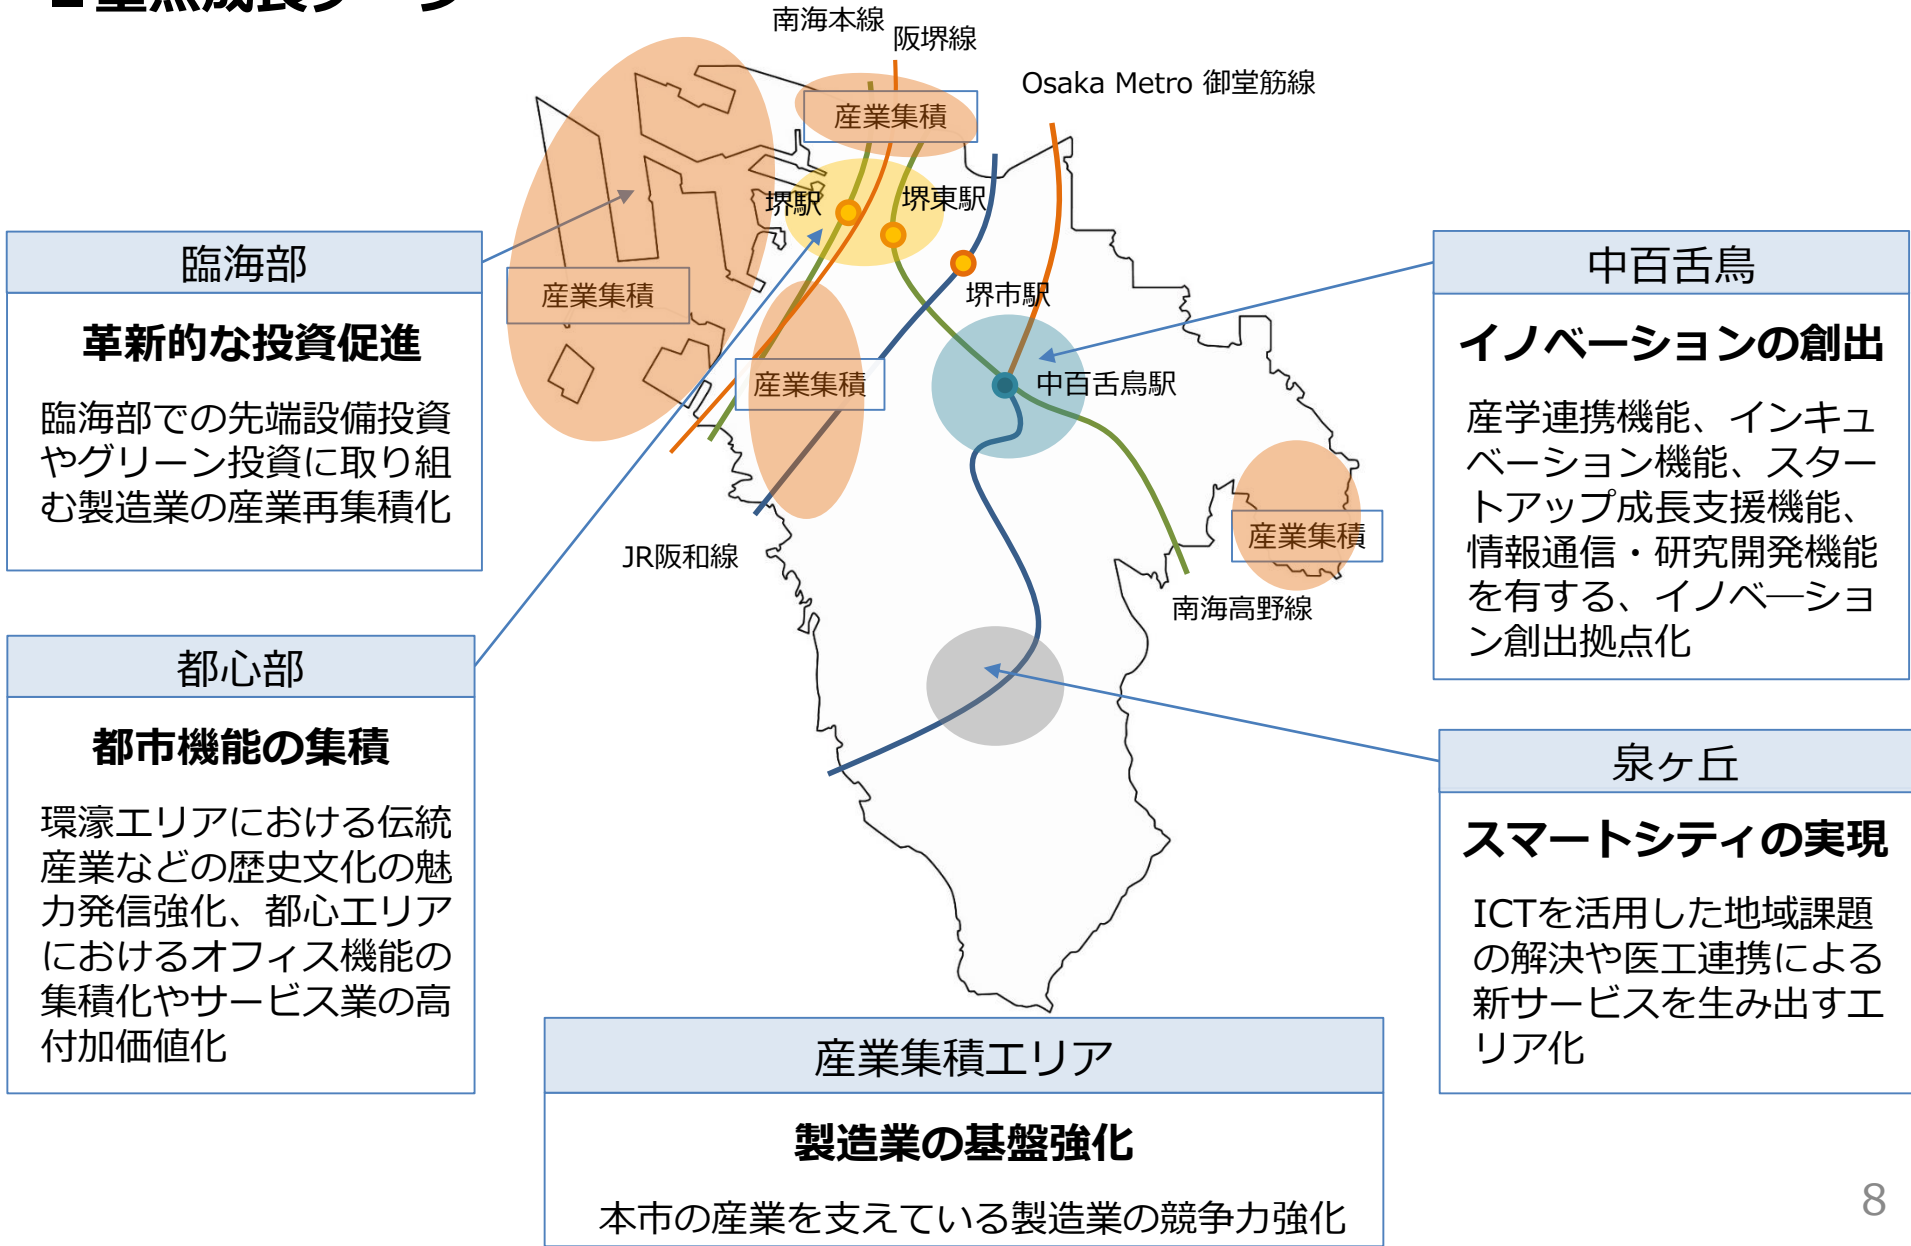 ■重点成長ゾーン
南海本線
阪堺線
Osaka Metro 御堂筋線
産業集積
堺駅
堺東駅
産業集積
堺市駅
産業集積
中百舌鳥駅
産業集積
JR阪和線
南海高野線
臨海部
革新的な投資促進
臨海部での先端設備投資
やグリーン投資に取り組
む製造業の産業再集積化
都心部
都市機能の集積
環濠エリアにおける伝統
産業などの歴史文化の魅
力発信強化、都心エリア
におけるオフィス機能の
集積化やサービス業の高
付加価値化
中百舌鳥
イノベーションの創出
産学連携機能、インキュ
ベーション機能、スター
トアップ成長支援機能、
情報通信・研究開発機能
を有する、イノベ―ショ
ン創出拠点化
泉ヶ丘
スマートシティの実現
ICTを活用した地域課題
の解決や医工連携による
新サービスを生み出すエ
リア化
産業集積エリア
製造業の基盤強化
本市の産業を支えている製造業の競争力強化
8